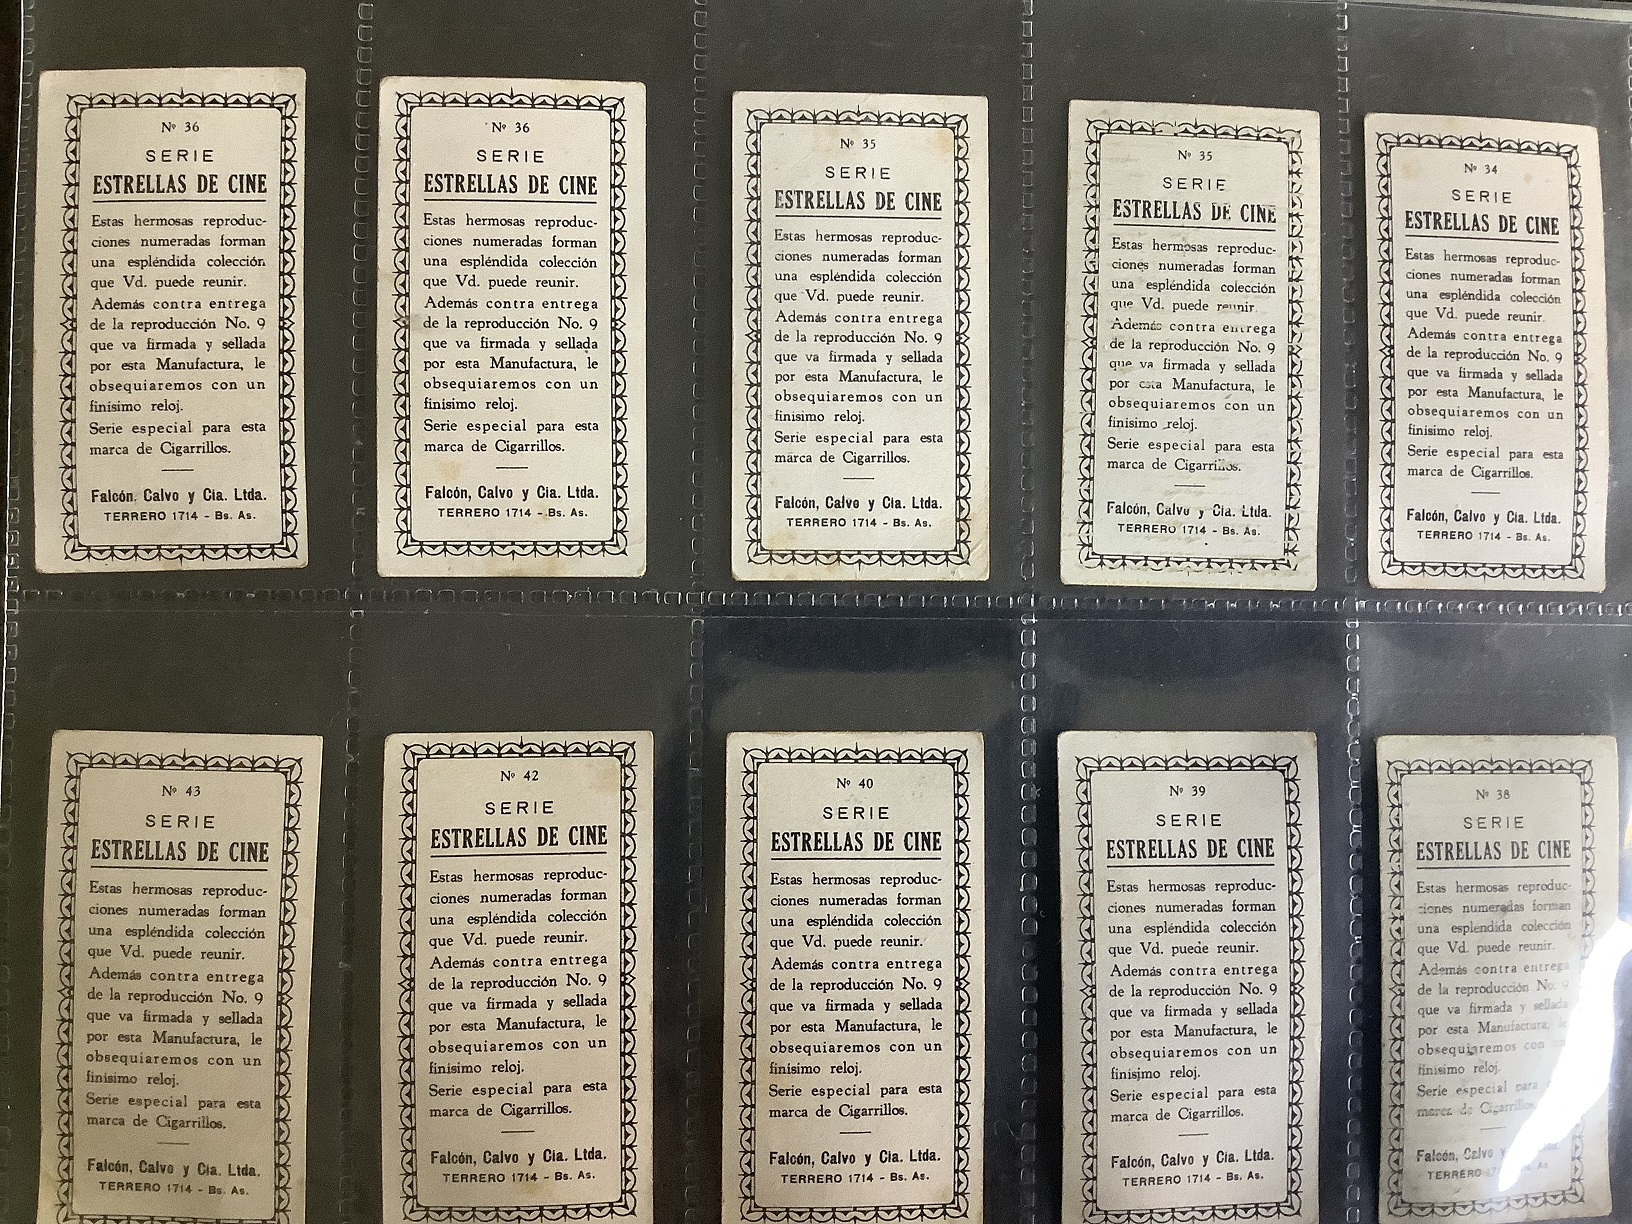 Nº 36
SERIE
ESTRELLAS DE CINE
Estas hermosas reproduc-
ciones numeradas forman
una espléndida colección
que Vd. puede reunir.
Además contra entrega
de la reproducción No. 9
que va firmada y sellada
por esta Manufactura, le
obsequiaremos con un
finísimo reloj.
Serie especial para esta
marca de Cigarrillos.
Falcón, Calvo y Cia. Ltda.
TERRERO 1714 - Bs. As.
Nº 36
SERIE
ESTRELLAS DE CINE
Estas hermosas reproduc-
ciones numeradas forman
una espléndida colección
que Vd. puede reunir.
Además contra entrega
de la reproducción No. 9
que va firmada y sellada
por esta Manufactura, le
obsequiaremos con un
finísimo reloj.
Serie especial para esta
marca de Cigarrillos.
Falcón, Calvo y Cia. Ltda.
TERRERO 1714 - Bs. As.
Nº 35
SERIE
ESTRELLAS DE CINE
Estas hermosas reproduc-
ciones numeradas forman
una espléndida colección
que Vd. puede reunir.
Además contra entrega
de la reproducción No. 9
que va firmada y sellada
por esta Manufactura, le
obsequiaremos con un
finísimo reloj.
Serie especial para esta
marca de Cigarrillos.
Falcón, Calvo y Cia. Ltda.
TERRERO 1714 - Bs. As.
Nº 35
SERIE
ESTRELLAS DE CINE
Estas hermosas reproduc-
ciones numeradas forman
una espléndida colección
que Vd. puede reunir.
Además contra entrega
de la reproducción No. 9
que va firmada y sellada
por esta Manufactura, le
obsequiaremos con un
finísimo reloj.
Serie especial para esta
marca de Cigarrillos.
Falcón, Calvo y Cia. Ltda.
TERRERO 1714 - Bs. As.
Nº 34
SERIE
ESTRELLAS DE CINE
Estas hermosas reproduc-
ciones numeradas forman
una espléndida colección
que Vd. puede reunir.
Además contra entrega
de la reproducción No. 9
que va firmada y sellada
por esta Manufactura, le
obsequiaremos con un
finísimo reloj.
Serie especial para esta
marca de Cigarrillos.
Falcón, Calvo y Cia. Ltda.
TERRERO 1714 - Bs. As.
Nº 43
SERIE
ESTRELLAS DE CINE
Estas hermosas reproduc-
ciones numeradas forman
una espléndida colección
que Vd. puede reunir.
Además contra entrega
de la reproducción No. 9
que va firmada y sellada
por esta Manufactura, le
obsequiaremos con un
finísimo reloj.
Serie especial para esta
marca de Cigarrillos.
Falcón, Calvo y Cia. Ltda.
TERRERO 1714 - Bs. As.
Nº 42
SERIE
ESTRELLAS DE CINE
Estas hermosas reproduc-
ciones numeradas forman
una espléndida colección
que Vd. puede reunir.
Además contra entrega
de la reproducción No. 9
que va firmada y sellada
por esta Manufactura, le
obsequiaremos con un
finísimo reloj.
Serie especial para esta
marca de Cigarrillos.
Falcón, Calvo y Cia. Ltda.
TERRERO 1714 - Bs. As.
Nº 40
SERIE
ESTRELLAS DE CINE
Estas hermosas reproduc-
ciones numeradas forman
una espléndida colección
que Vd. puede reunir.
Además contra entrega
de la reproducción No. 9
que va firmada y sellada
por esta Manufactura, le
obsequiaremos con un
finísimo reloj.
Serie especial para esta
marca de Cigarrillos.
Falcón, Calvo y Cia. Ltda.
TERRERO 1714 - Bs. As.
Nº 39
SERIE
ESTRELLAS DE CINE
Estas hermosas reproduc-
ciones numeradas forman
una espléndida colección
que Vd. puede reunir.
Además contra entrega
de la reproducción No. 9
que va firmada y sellada
por esta Manufactura, le
obsequiaremos con un
finísimo reloj.
Serie especial para esta
marca de Cigarrillos.
Falcón, Calvo y Cia. Ltda.
TERRERO 1714 - Bs. As.
Nº 38
SERIE
ESTRELLAS DE CINE
Estas hermosas reproduc-
ciones numeradas forman
una espléndida colección
que Vd. puede reunir.
Además contra entrega
de la reproducción No. 9
que va firmada y sellada
por esta Manufactura, le
obsequiaremos con
finísimo reloj.
Serie especial para
marca de Cigarrillos.
Falcón, Calvo y Cia. Ltda.
TERRERO - Bs. As.